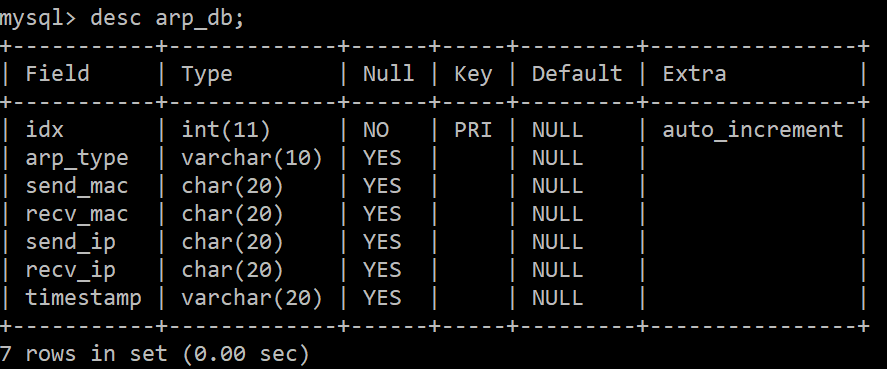 mysql> desc arp_db;
+-----------+-------------+------+-----+---------+----------------+
| Field     | Type        | Null | Key | Default | Extra          |
+-----------+-------------+------+-----+---------+----------------+
| idx       | int(11)     | NO   | PRI | NULL    | auto_increment |
| arp_type  | varchar(10) | YES  |     | NULL    |                |
| send_mac  | char(20)    | YES  |     | NULL    |                |
| recv_mac  | char(20)    | YES  |     | NULL    |                |
| send_ip   | char(20)    | YES  |     | NULL    |                |
| recv_ip   | char(20)    | YES  |     | NULL    |                |
| timestamp | varchar(20) | YES  |     | NULL    |                |
+-----------+-------------+------+-----+---------+----------------+
7 rows in set (0.00 sec)